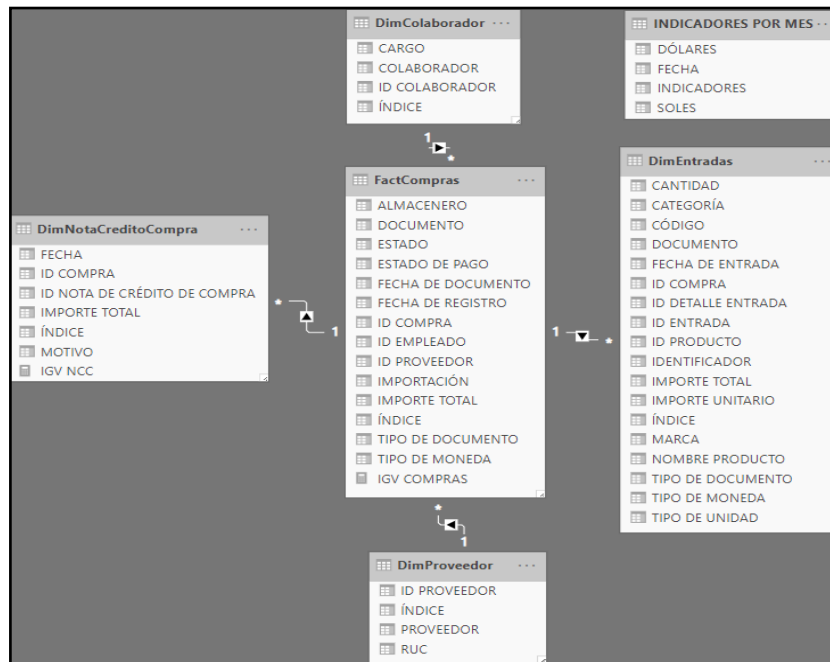 DimColaborador ...
CARGO
COLABORADOR
ID COLABORADOR
ÍNDICE
INDICADORES POR MES ...
DÓLARES
FECHA
INDICADORES
SOLES
1
*
FactCompras ...
ALMACENERO
DOCUMENTO
ESTADO
ESTADO DE PAGO
FECHA DE DOCUMENTO
FECHA DE REGISTRO
ID COMPRA
ID EMPLEADO
ID PROVEEDOR
IMPORTACIÓN
IMPORTE TOTAL
ÍNDICE
TIPO DE DOCUMENTO
TIPO DE MONEDA
IGV COMPRAS
DimEntradas ...
CANTIDAD
CATEGORÍA
CÓDIGO
DOCUMENTO
FECHA DE ENTRADA
ID COMPRA
ID DETALLE ENTRADA
ID ENTRADA
ID PRODUCTO
IDENTIFICADOR
IMPORTE TOTAL
IMPORTE UNITARIO
ÍNDICE
MARCA
NOMBRE PRODUCTO
TIPO DE DOCUMENTO
TIPO DE MONEDA
TIPO DE UNIDAD
DimNotaCreditoCompra ...
FECHA
ID COMPRA
ID NOTA DE CRÉDITO DE COMPRA
IMPORTE TOTAL
ÍNDICE
MOTIVO
IGV NCC
*
1
1
*
*
1
DimProveedor ...
ID PROVEEDOR
ÍNDICE
PROVEEDOR
RUC